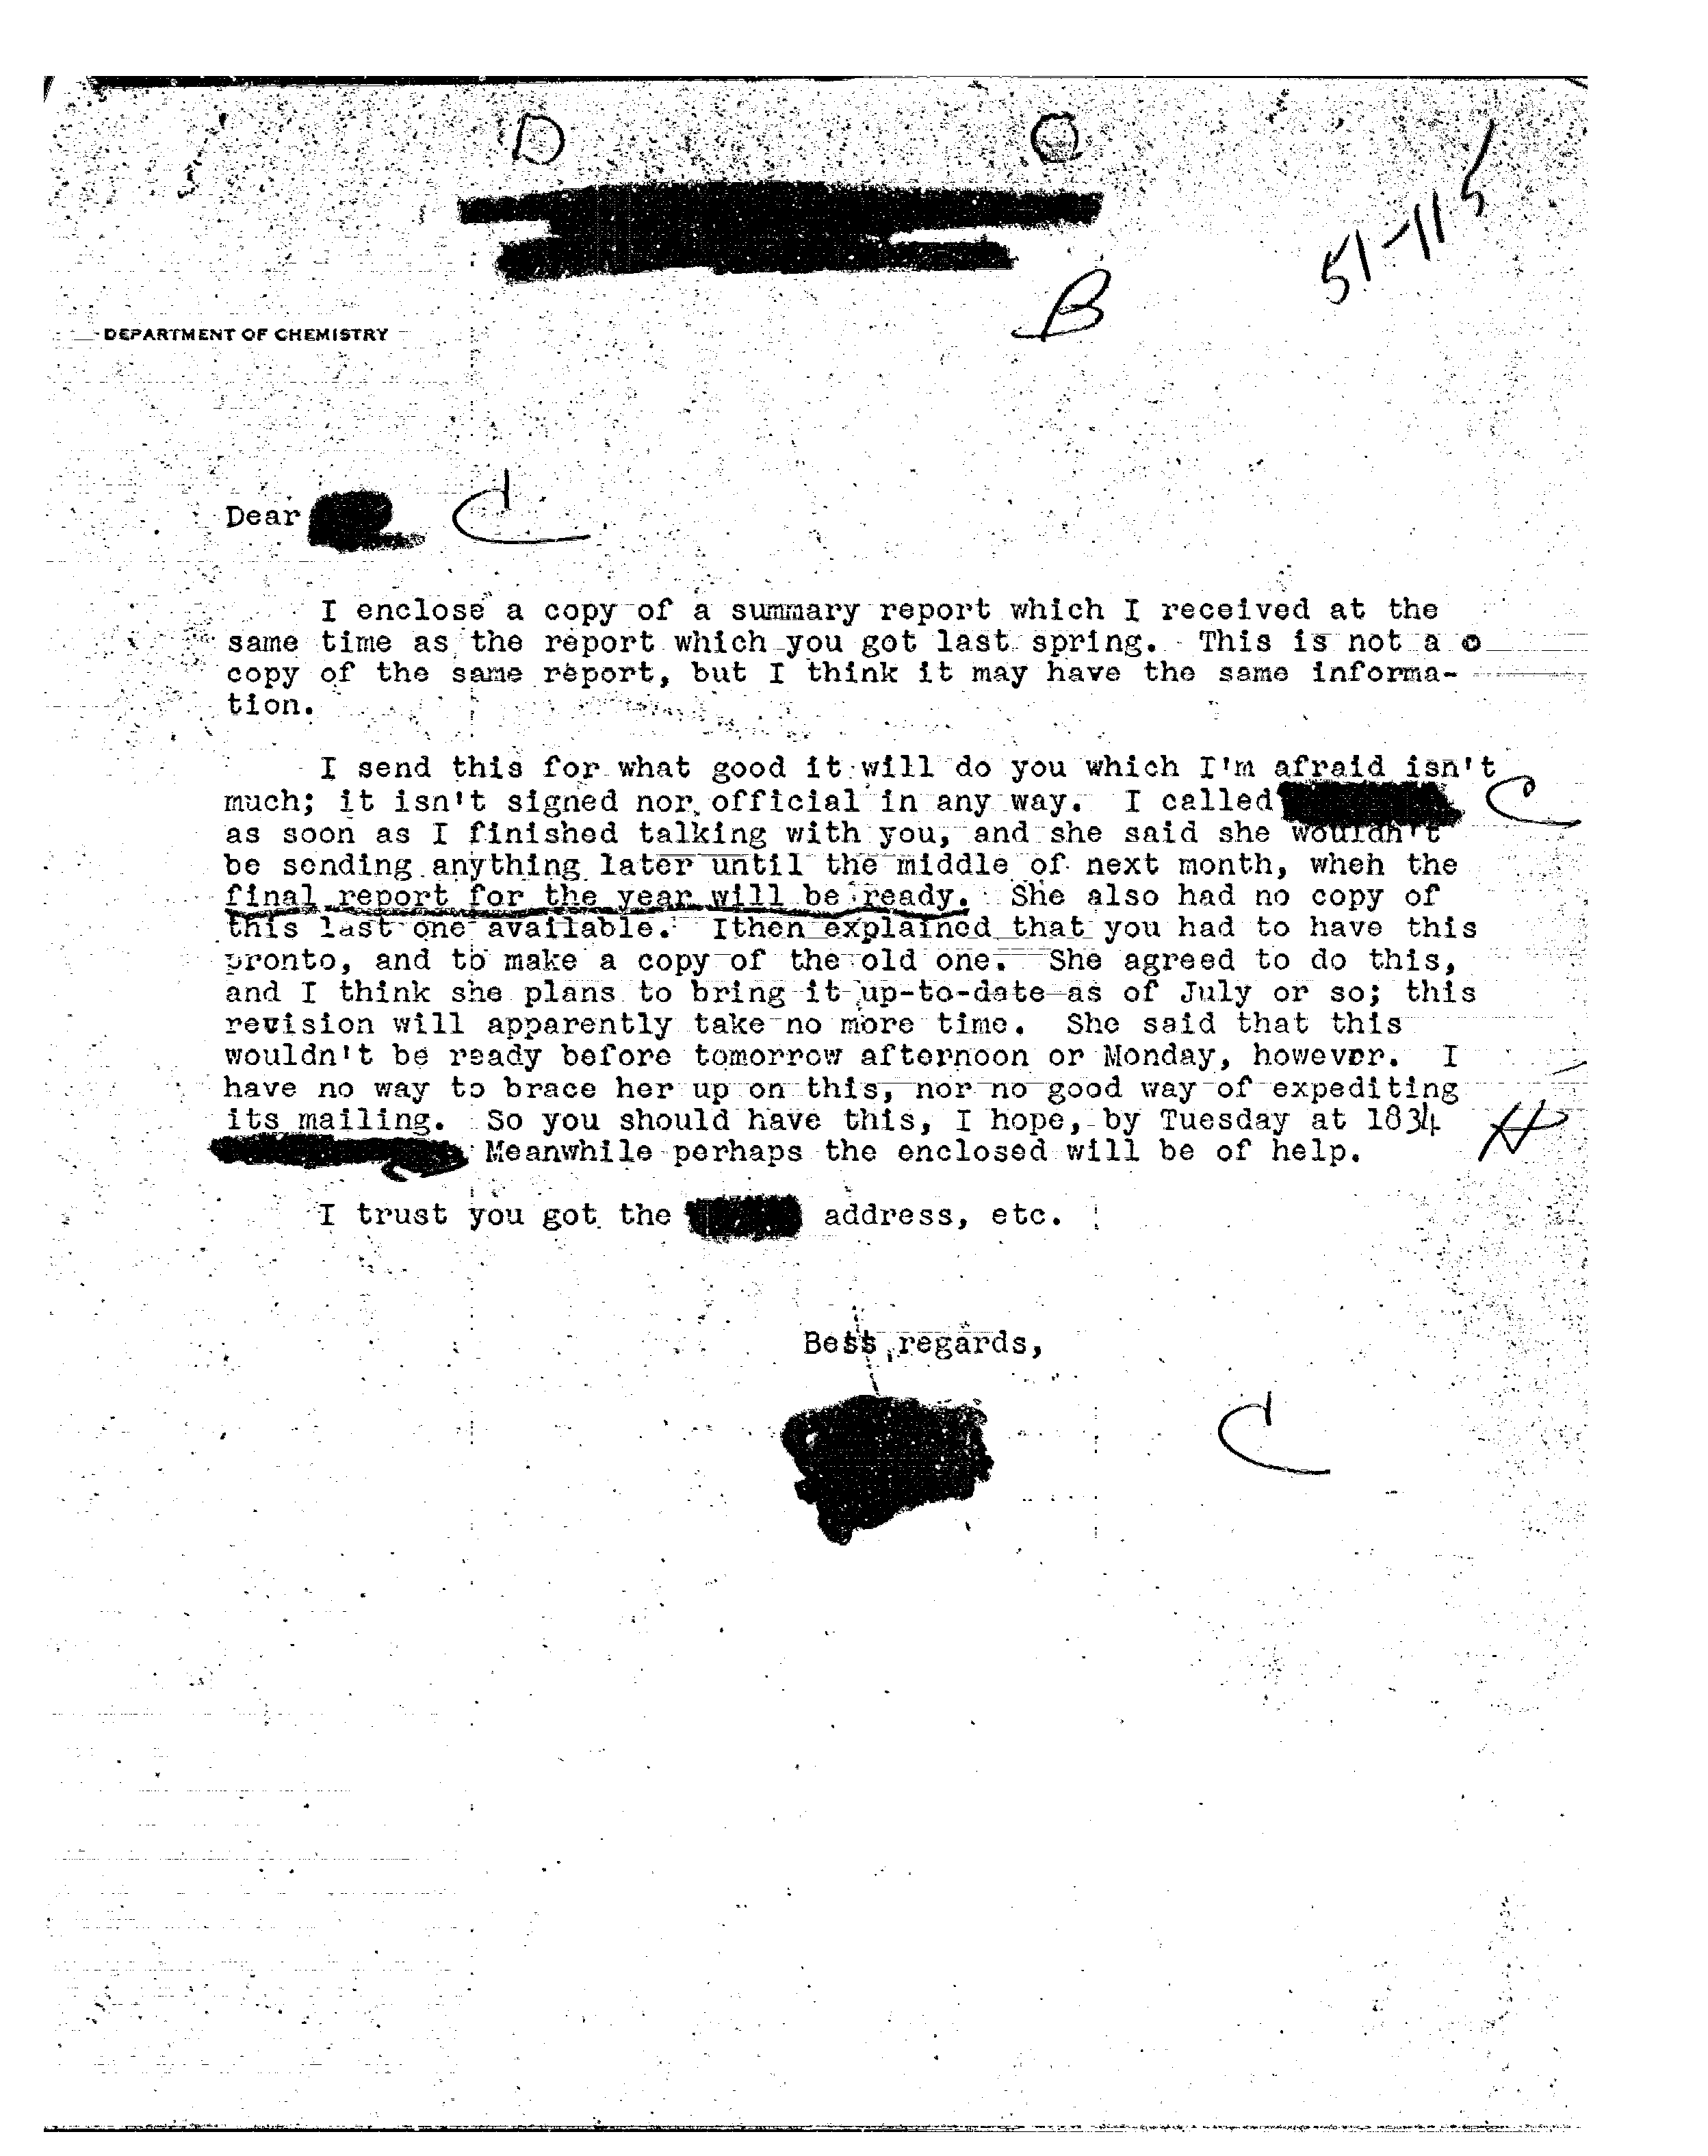 51-115
B
DEPARTMENT OF CHEMISTRY
Dear
C
I enclose a copy of a summary report which I received at the
same time as the report which you got last spring. This is not a o
copy of the same report, but I think it may have the same informa-
tion.
I send this for what good it will do you which I'm afraid isn't
much; it isn't signed nor official in any way. I called C
as soon as I finished talking with you, and she said she wouldn't
be sending anything later until the middle of next month, wheh the
final report for the year will be ready. She also had no copy of
this last one available. Ithen explained that you had to have this
pronto, and to make a copy of the old one. She agreed to do this,
and I think she plans to bring it up-to-date as of July or so; this
revision will apparently take no more time. She said that this
wouldn't be ready before tomorrow afternoon or Monday, however. I
have no way to brace her up on this, nor no good way of expediting
its mailing. So you should have this, I hope, by Tuesday at 1834
Meanwhile perhaps the enclosed will be of help.
I trust you got the address, etc.
Best regards,
C